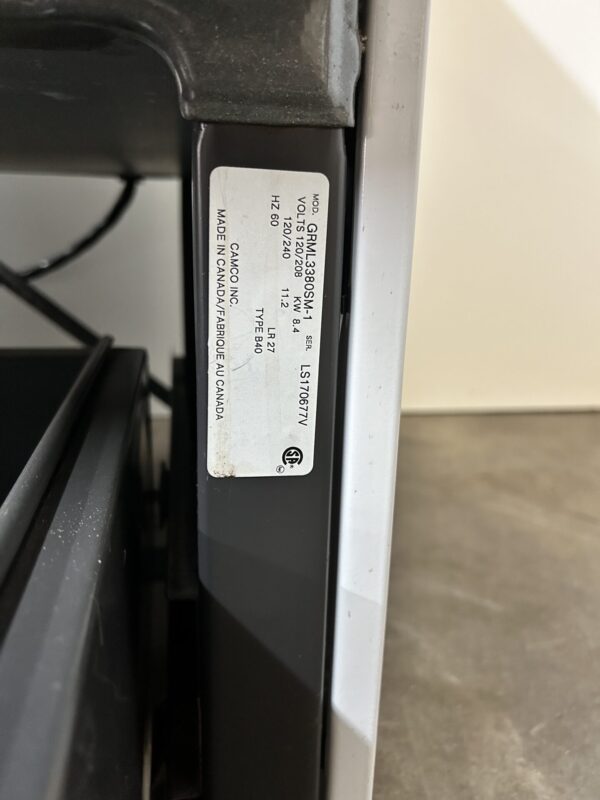 MOD. GRML3380SM-1 SER. LS170677V
VOLTS 120/208 KW 8.4
120/240 11.2
HZ 60
LR 27
TYPE B40
CAMCO INC.
MADE IN CANADA/FABRIQUE AU CANADA